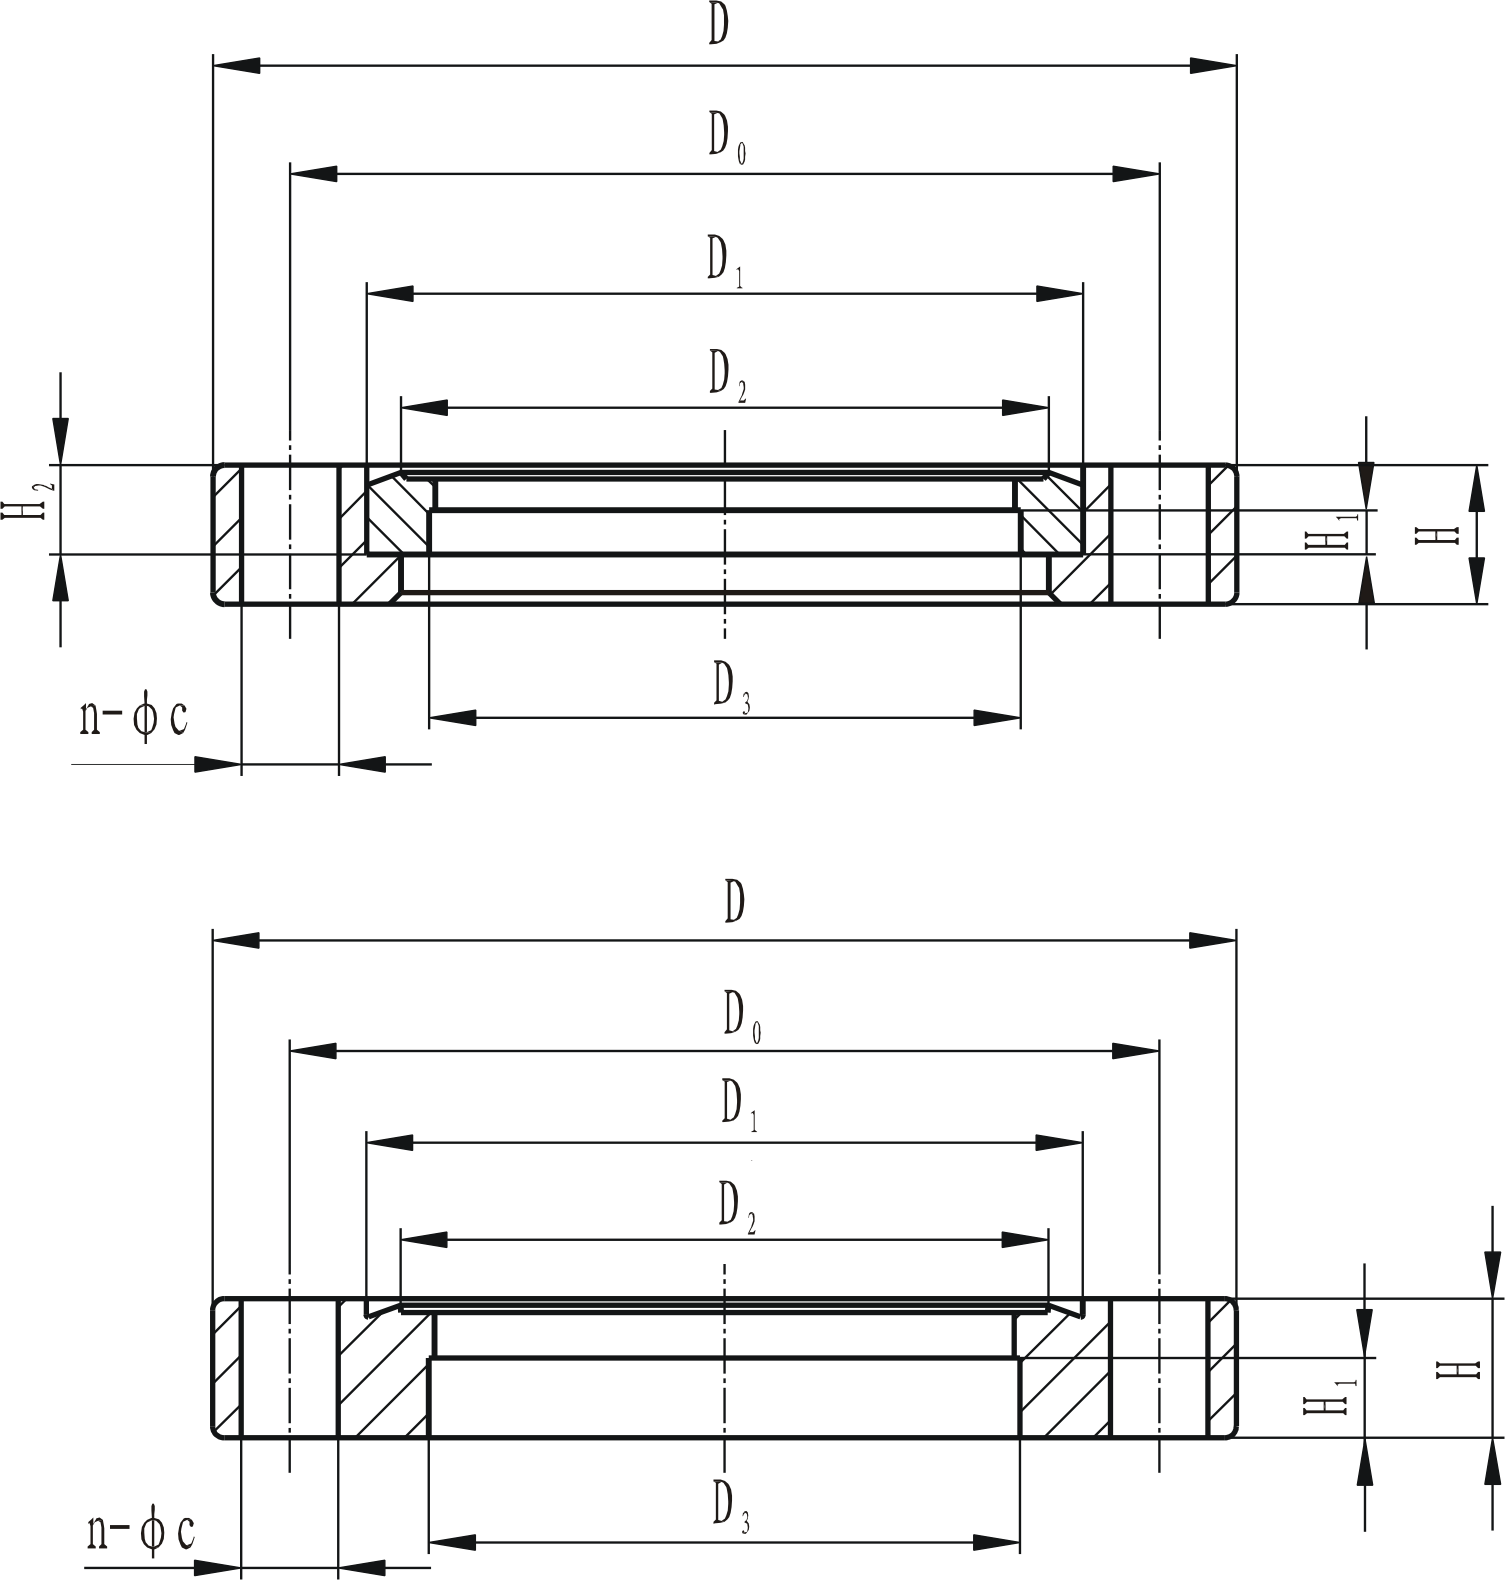 D
D₀
D₁
D₂
H₂
H₁
H
D₃
n-φc
D
D₀
D₁
D₂
H₁
H
D₃
n-φc